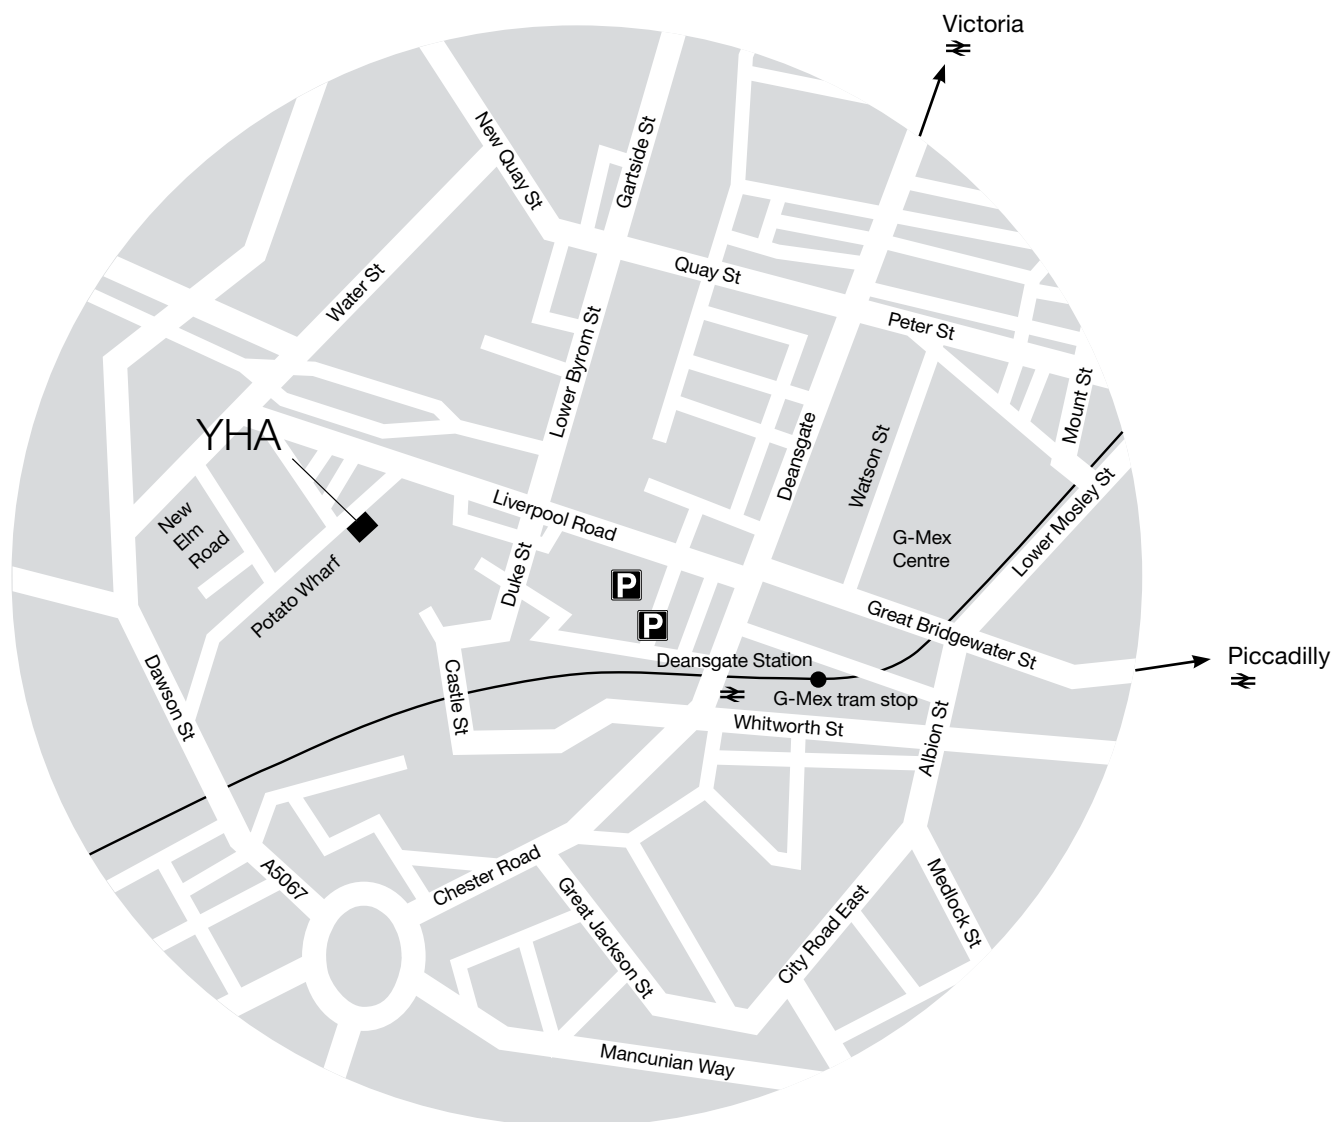 Victoria
New Quay St
Gartside St
Quay St
Water St
Peter St
Lower Byrom St
Mount St
YHA
Deansgate
Watson St
Lower Mosley St
New
Elm
Road
Liverpool Road
G-Mex
Centre
Duke St
P
P
Potato Wharf
Great Bridgewater St
Deansgate Station
Piccadilly
Dawson St
Castle St
G-Mex tram stop
Whitworth St
Albion St
A5067
Chester Road
Great Jackson St
City Road East
Medlock St
Mancunian Way